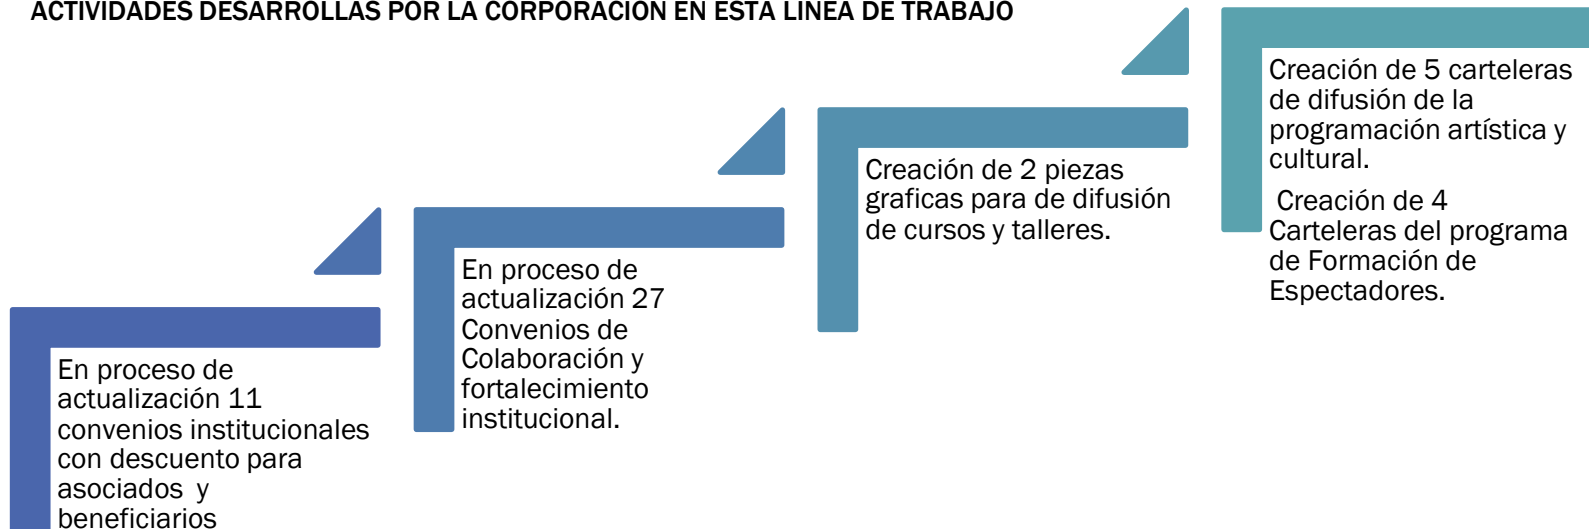 ACTIVIDADES DESARROLLAS POR LA CORPORACIÓN EN ESTA LÍNEA DE TRABAJO
En proceso de
actualización 11
convenios institucionales
con descuento para
asociados y
beneficiarios
En proceso de
actualización 27
Convenios de
Colaboración y
fortalecimiento
institucional.
Creación de 2 piezas
graficas para de difusión
de cursos y talleres.
Creación de 5 carteleras
de difusión de la
programación artística y
cultural.
Creación de 4
Carteleras del programa
de Formación de
Espectadores.